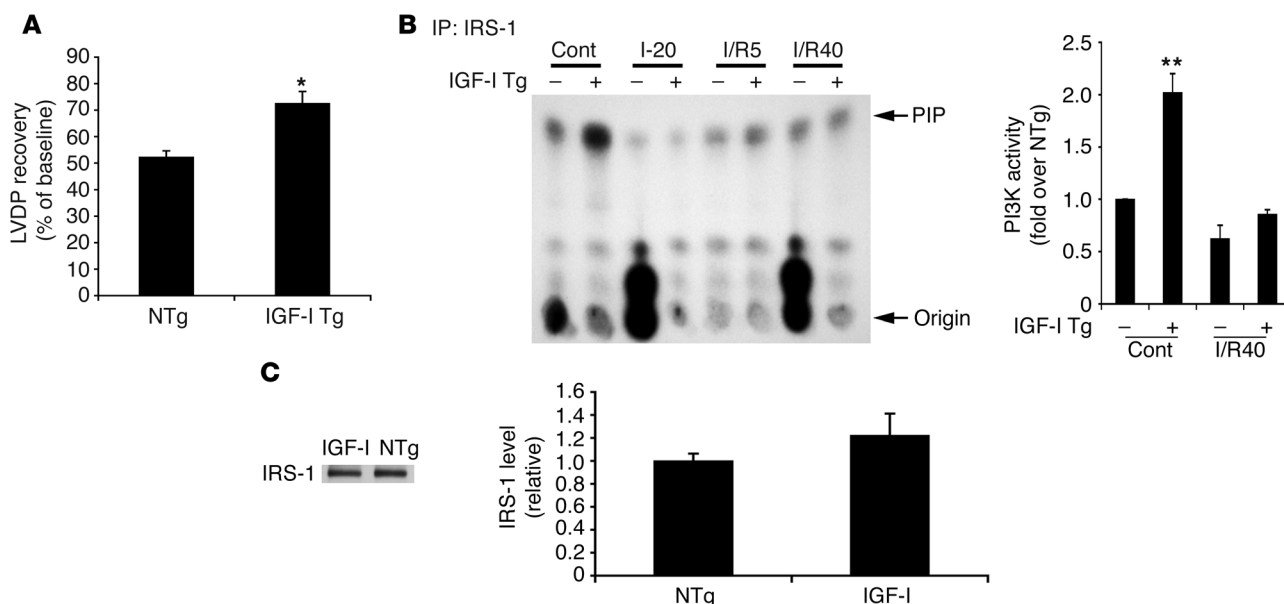 A
LVDP recovery
(% of baseline)
90
80
70
60
50
40
30
20
10
0
*
NTg
IGF-I Tg
B
IP: IRS-1
Cont I-20 I/R5 I/R40
IGF-I Tg – + – + – + – +
PIP
Origin
PI3K activity
(fold over NTg)
2.5
2.0
1.5
1.0
0.5
0
**
IGF-I Tg – + – +
Cont I/R40
C
IGF-I NTg
IRS-1
IRS-1 level
(relative)
1.6
1.4
1.2
1.0
0.8
0.6
0.4
0.2
0
NTg
IGF-I